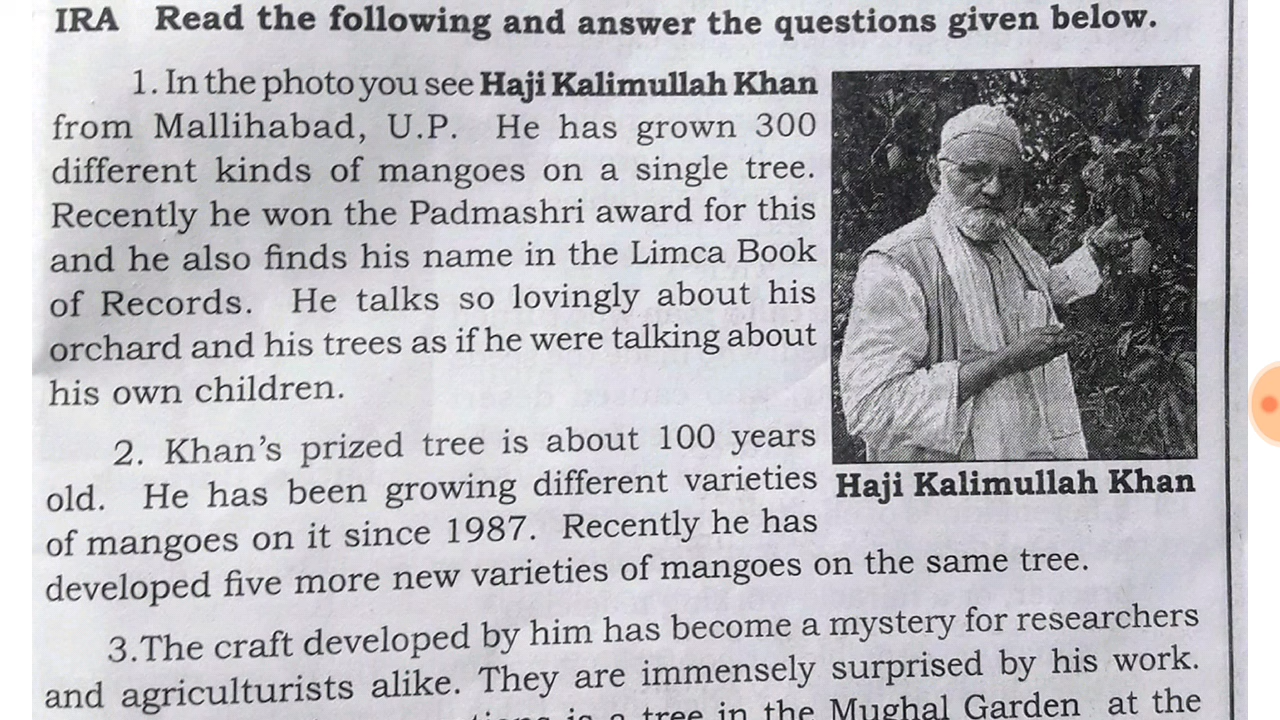 IRA Read the following and answer the questions given below.
1. In the photo you see Haji Kalimullah Khan
from Mallihabad, U.P. He has grown 300
different kinds of mangoes on a single tree.
Recently he won the Padmashri award for this
and he also finds his name in the Limca Book
of Records. He talks so lovingly about his
orchard and his trees as if he were talking about
his own children.
2. Khan's prized tree is about 100 years
old. He has been growing different varieties
of mangoes on it since 1987. Recently he has
developed five more new varieties of mangoes on the same tree.
Haji Kalimullah Khan
3.The craft developed by him has become a mystery for researchers
and agriculturists alike. They are immensely surprised by his work.
is a tree in the Mughal Garden at the